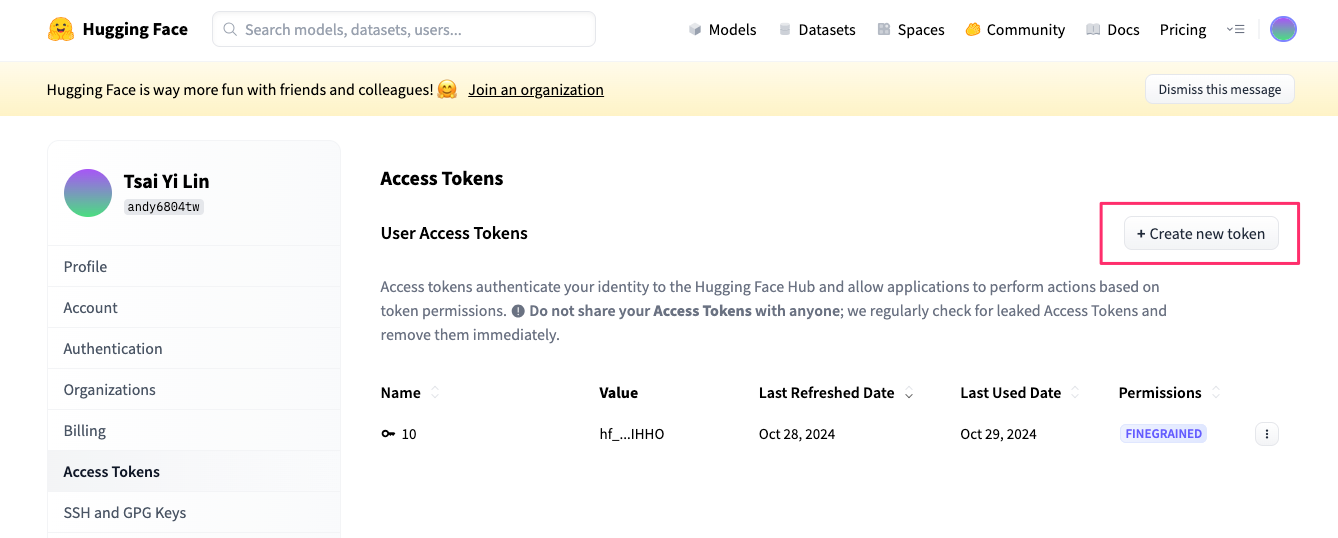 Hugging Face
Search models, datasets, users...
Models
Datasets
Spaces
Community
Docs
Pricing
Hugging Face is way more fun with friends and colleagues! 🤗 Join an organization
Dismiss this message
Tsai Yi Lin
andy6804tw
Profile
Account
Authentication
Organizations
Billing
Access Tokens
SSH and GPG Keys
Access Tokens
User Access Tokens
+ Create new token
Access tokens authenticate your identity to the Hugging Face Hub and allow applications to perform actions based on
token permissions. Do not share your Access Tokens with anyone; we regularly check for leaked Access Tokens and
remove them immediately.
Name Value Last Refreshed Date Last Used Date Permissions
10 hf_...IHHO Oct 28, 2024 Oct 29, 2024 FINEGRAINED